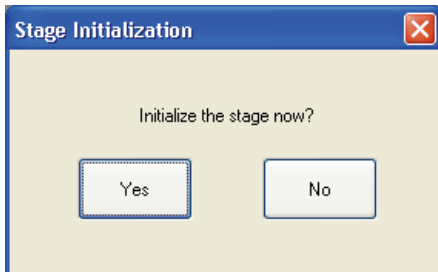 Stage Initialization
Initialize the stage now?
Yes
No